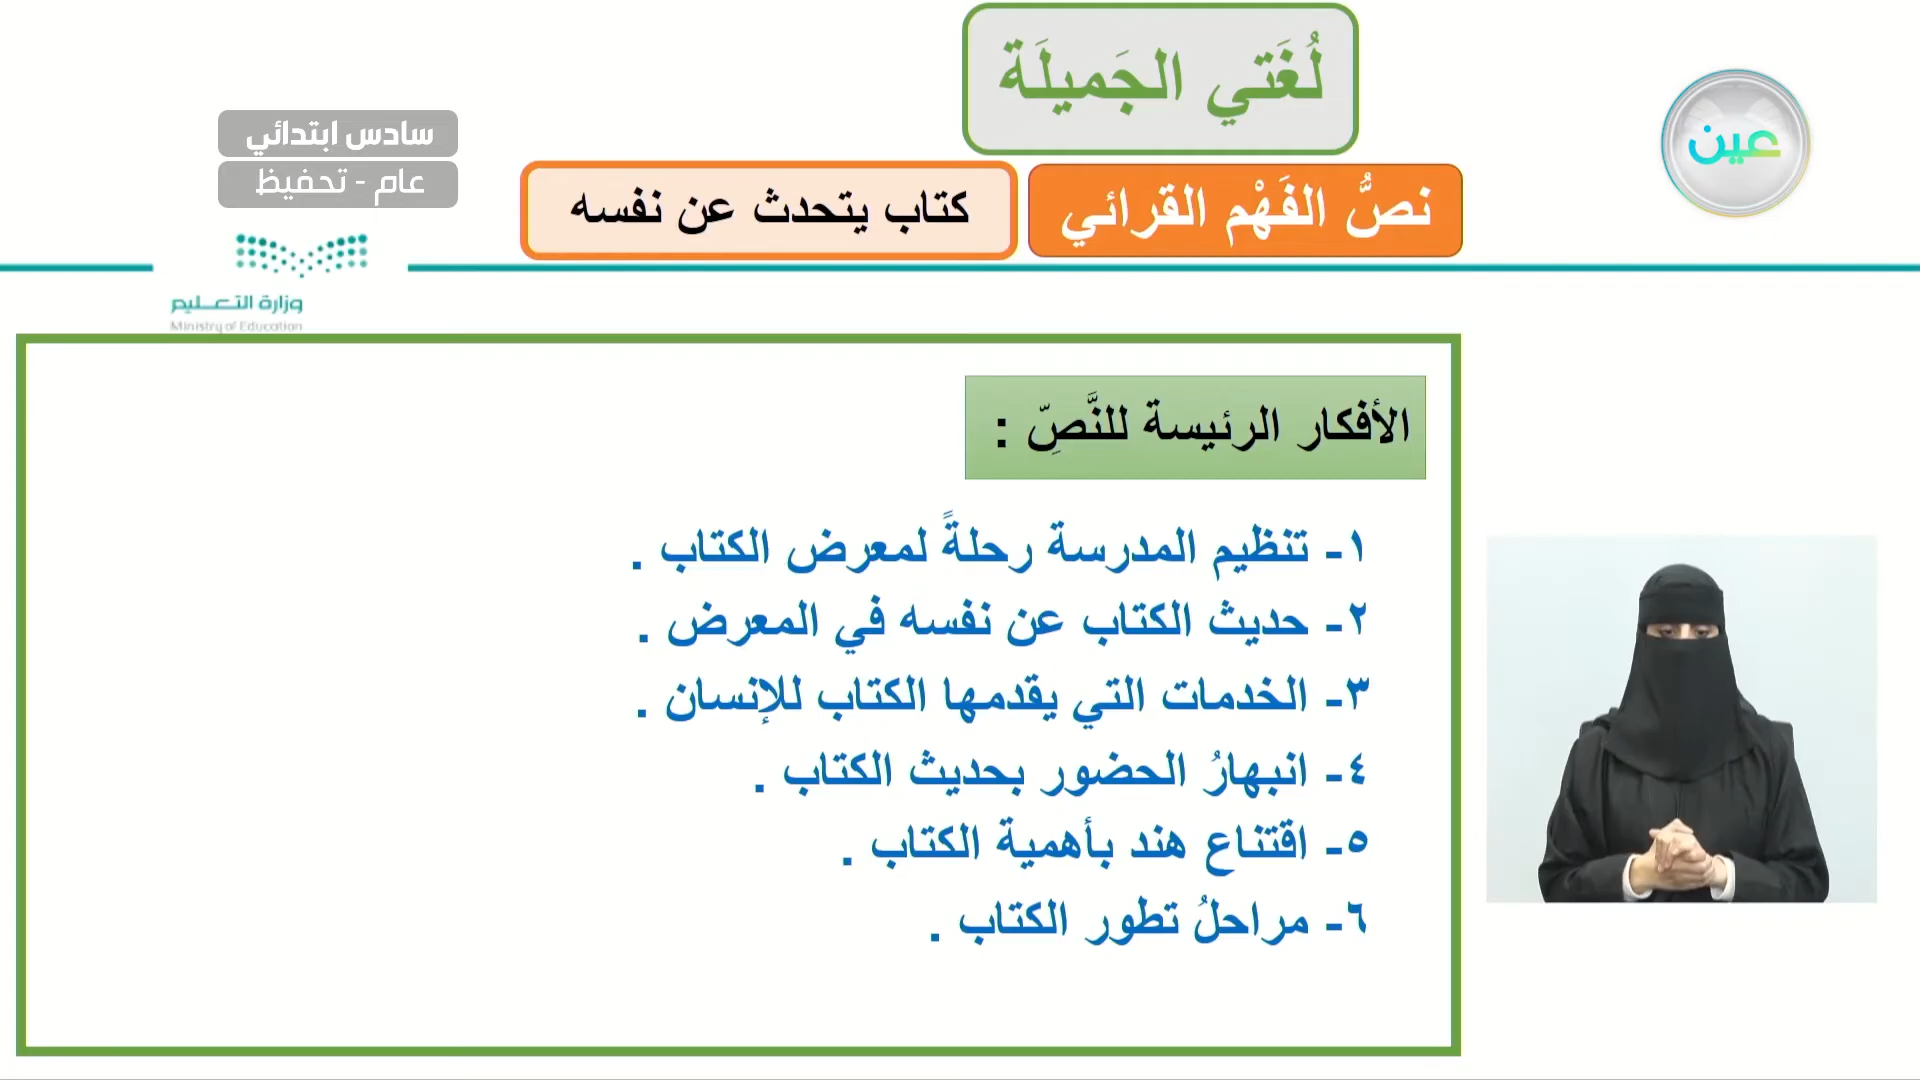 لُغَتي الجَميلَة
عين
سادس ابتدائي
عام - تحفيظ
نصُّ الفَهْم القرائي
كتاب يتحدث عن نفسه
وزارة التعليم
Ministry of Education
الأفكار الرئيسة للنَّصِّ :
١- تنظيم المدرسة رحلةً لمعرض الكتاب .
٢- حديث الكتاب عن نفسه في المعرض .
٣- الخدمات التي يقدمها الكتاب للإنسان .
٤- انبهارُ الحضور بحديث الكتاب .
٥- اقتناع هند بأهمية الكتاب .
٦- مراحلُ تطور الكتاب .